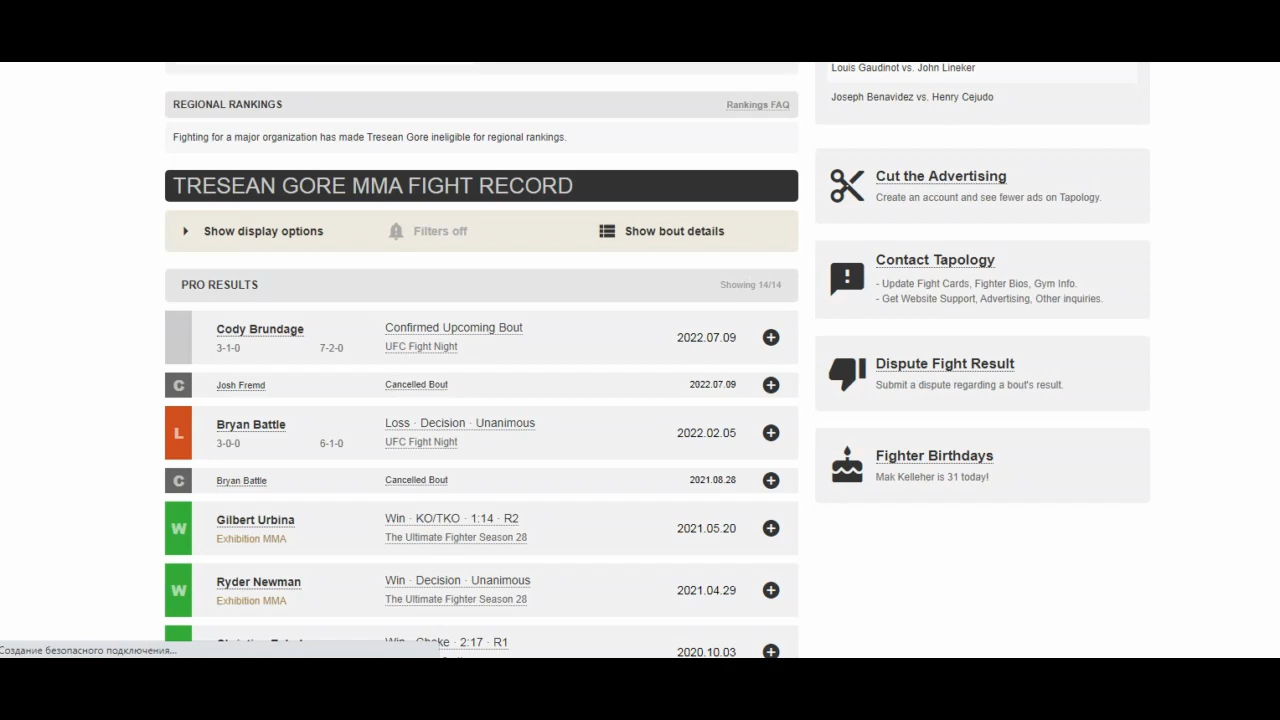 Louis Gaudinot vs. John Lineker
Joseph Benavidez vs. Henry Cejudo
REGIONAL RANKINGS
Rankings FAQ
Fighting for a major organization has made Tresean Gore ineligible for regional rankings.
TRESEAN GORE MMA FIGHT RECORD
Show display options
Filters off
Show bout details
PRO RESULTS
Showing 14/14
Cody Brundage
Confirmed Upcoming Bout
2022.07.09
3-1-0
7-2-0
UFC Fight Night
C
Josh Fremd
Cancelled Bout
2022.07.09
L
Bryan Battle
Loss · Decision · Unanimous
2022.02.05
3-0-0
6-1-0
UFC Fight Night
C
Bryan Battle
Cancelled Bout
2021.08.28
W
Gilbert Urbina
Win · KO/TKO · 1:14 · R2
2021.05.20
Exhibition MMA
The Ultimate Fighter Season 28
W
Ryder Newman
Win · Decision · Unanimous
2021.04.29
Exhibition MMA
The Ultimate Fighter Season 28
Win · Choke · 2:17 · R1
2020.10.03
Создание безопасного подключения...
Cut the Advertising
Create an account and see fewer ads on Tapology.
Contact Tapology
- Update Fight Cards, Fighter Bios, Gym Info.
- Get Website Support, Advertising, Other inquiries.
Dispute Fight Result
Submit a dispute regarding a bout's result.
Fighter Birthdays
Mak Kelleher is 31 today!